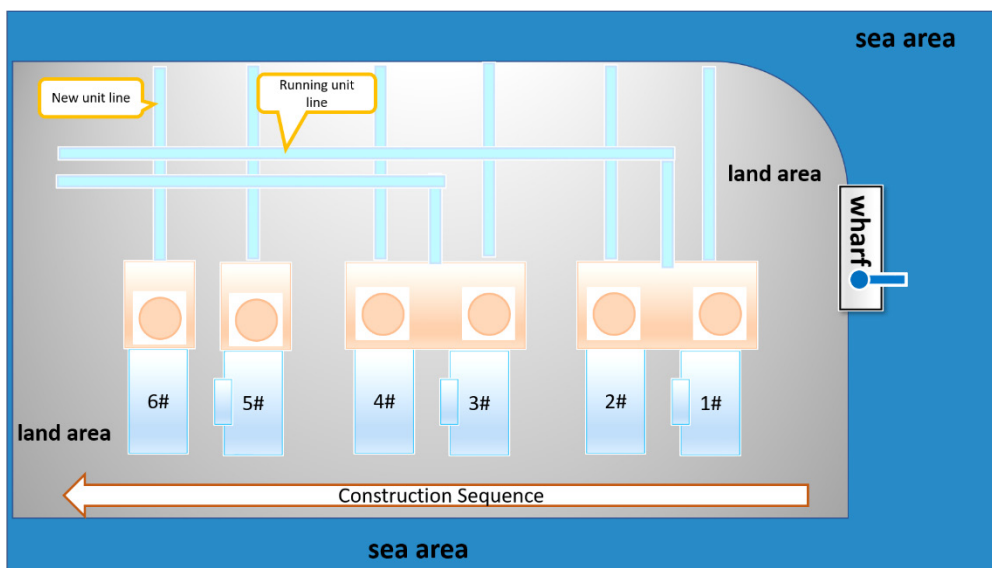 sea area
New unit line
Running unit
line
land area
wharf
6#
5#
4#
3#
2#
1#
land area
Construction Sequence
sea area